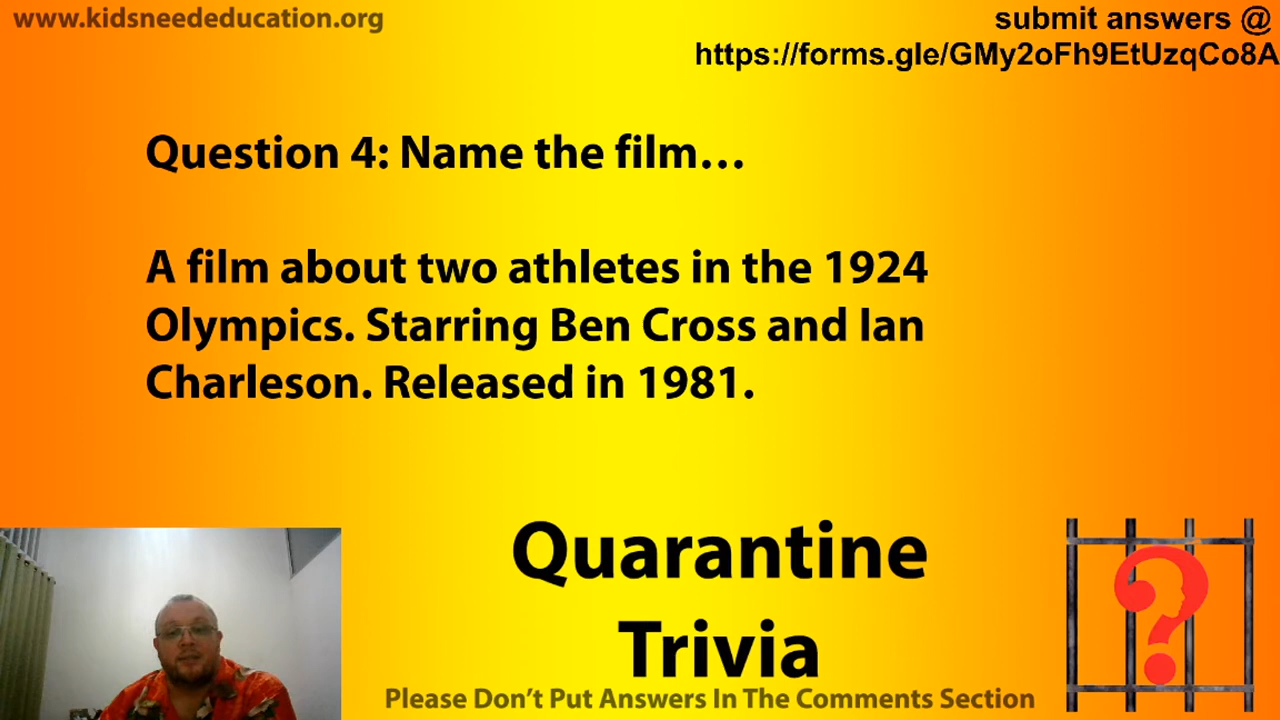 www.kidsneededucation.org
submit answers @
https://forms.gle/GMy2oFh9EtUzqCo8A
Question 4: Name the film...
A film about two athletes in the 1924
Olympics. Starring Ben Cross and Ian
Charleson. Released in 1981.
Quarantine
Trivia
Please Don't Put Answers In The Comments Section